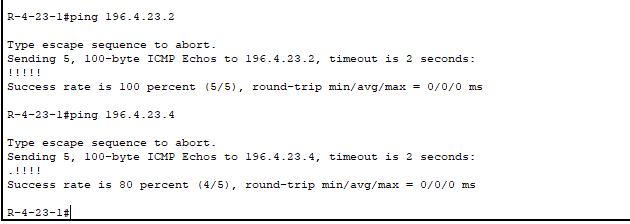 R-4-23-1#ping 196.4.23.2
Type escape sequence to abort.
Sending 5, 100-byte ICMP Echos to 196.4.23.2, timeout is 2 seconds:
!!!!!
Success rate is 100 percent (5/5), round-trip min/avg/max = 0/0/0 ms
R-4-23-1#ping 196.4.23.4
Type escape sequence to abort.
Sending 5, 100-byte ICMP Echos to 196.4.23.4, timeout is 2 seconds:
.!!!!
Success rate is 80 percent (4/5), round-trip min/avg/max = 0/0/0 ms
R-4-23-1#